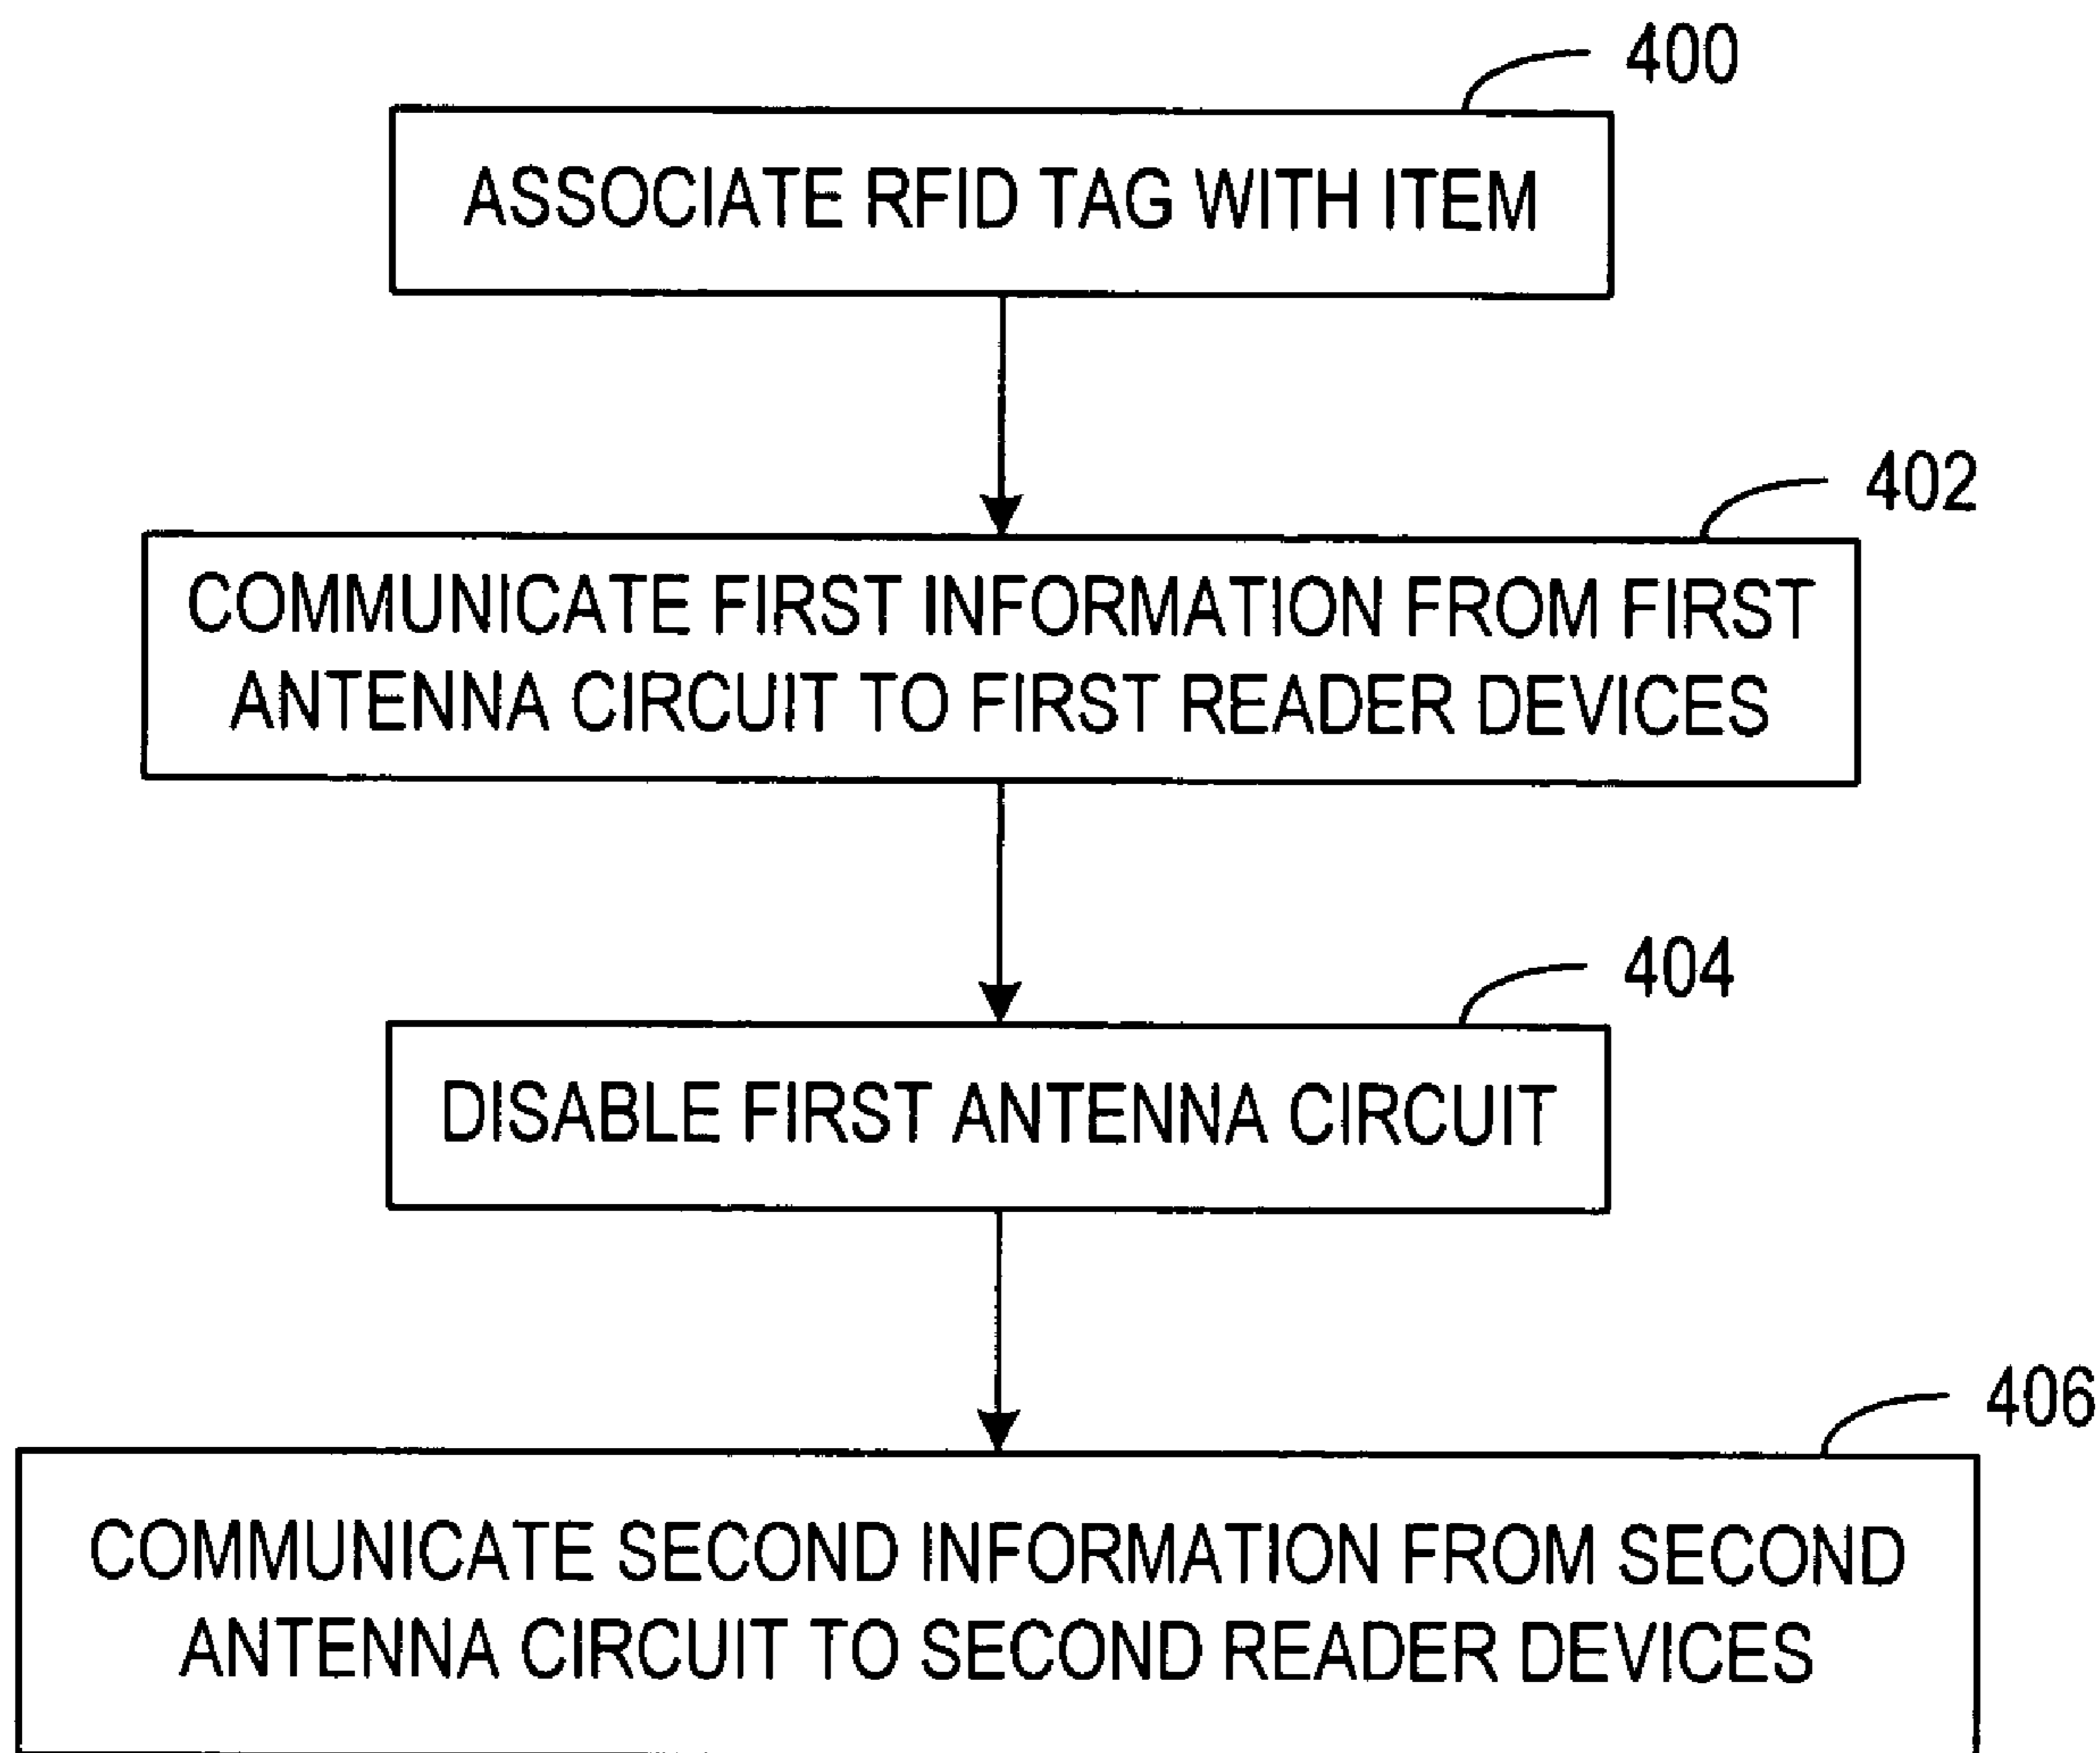 400
ASSOCIATE RFID TAG WITH ITEM
402
COMMUNICATE FIRST INFORMATION FROM FIRST
ANTENNA CIRCUIT TO FIRST READER DEVICES
404
DISABLE FIRST ANTENNA CIRCUIT
406
COMMUNICATE SECOND INFORMATION FROM SECOND
ANTENNA CIRCUIT TO SECOND READER DEVICES